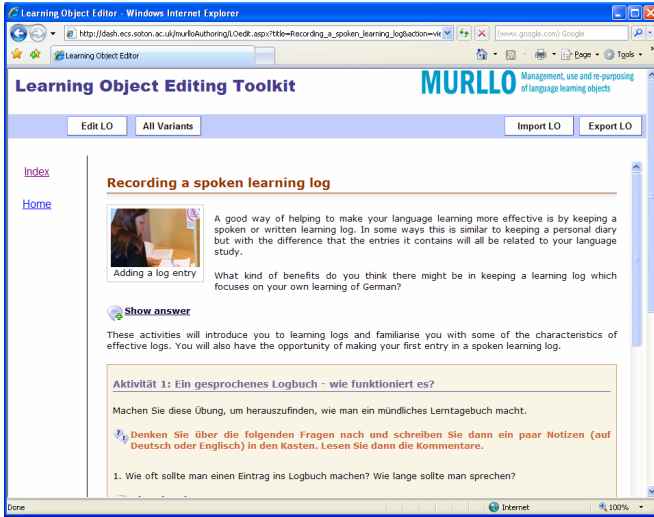 Learning Object Editor - Windows Internet Explorer
http://dash.ecs.soton.ac.uk/murlloAuthoring/LOedit.aspx?title=Recording_a_spoken_learning_log&action=vie
(www.google.com) Google
Learning Object Editor
Page
Tools
Learning Object Editing Toolkit
MURLLO
Management, use and re-purposing
of language learning objects
Edit LO
All Variants
Import LO
Export LO
Index
Home
Recording a spoken learning log
A good way of helping to make your language learning more effective is by keeping a
spoken or written learning log. In some ways this is similar to keeping a personal diary
but with the difference that the entries it contains will all be related to your language
study.
Adding a log entry
What kind of benefits do you think there might be in keeping a learning log which
focuses on your own learning of German?
Show answer
These activities will introduce you to learning logs and familiarise you with some of the characteristics of
effective logs. You will also have the opportunity of making your first entry in a spoken learning log.
Aktivität 1: Ein gesprochenes Logbuch - wie funktioniert es?
Machen Sie diese Übung, um herauszufinden, wie man ein mündliches Lerntagebuch macht.
Denken Sie über die folgenden Fragen nach und schreiben Sie dann ein paar Notizen (auf
Deutsch oder Englisch) in den Kasten. Lesen Sie dann die Kommentare.
1. Wie oft sollte man einen Eintrag ins Logbuch machen? Wie lange sollte man sprechen?
Done
Internet
100%